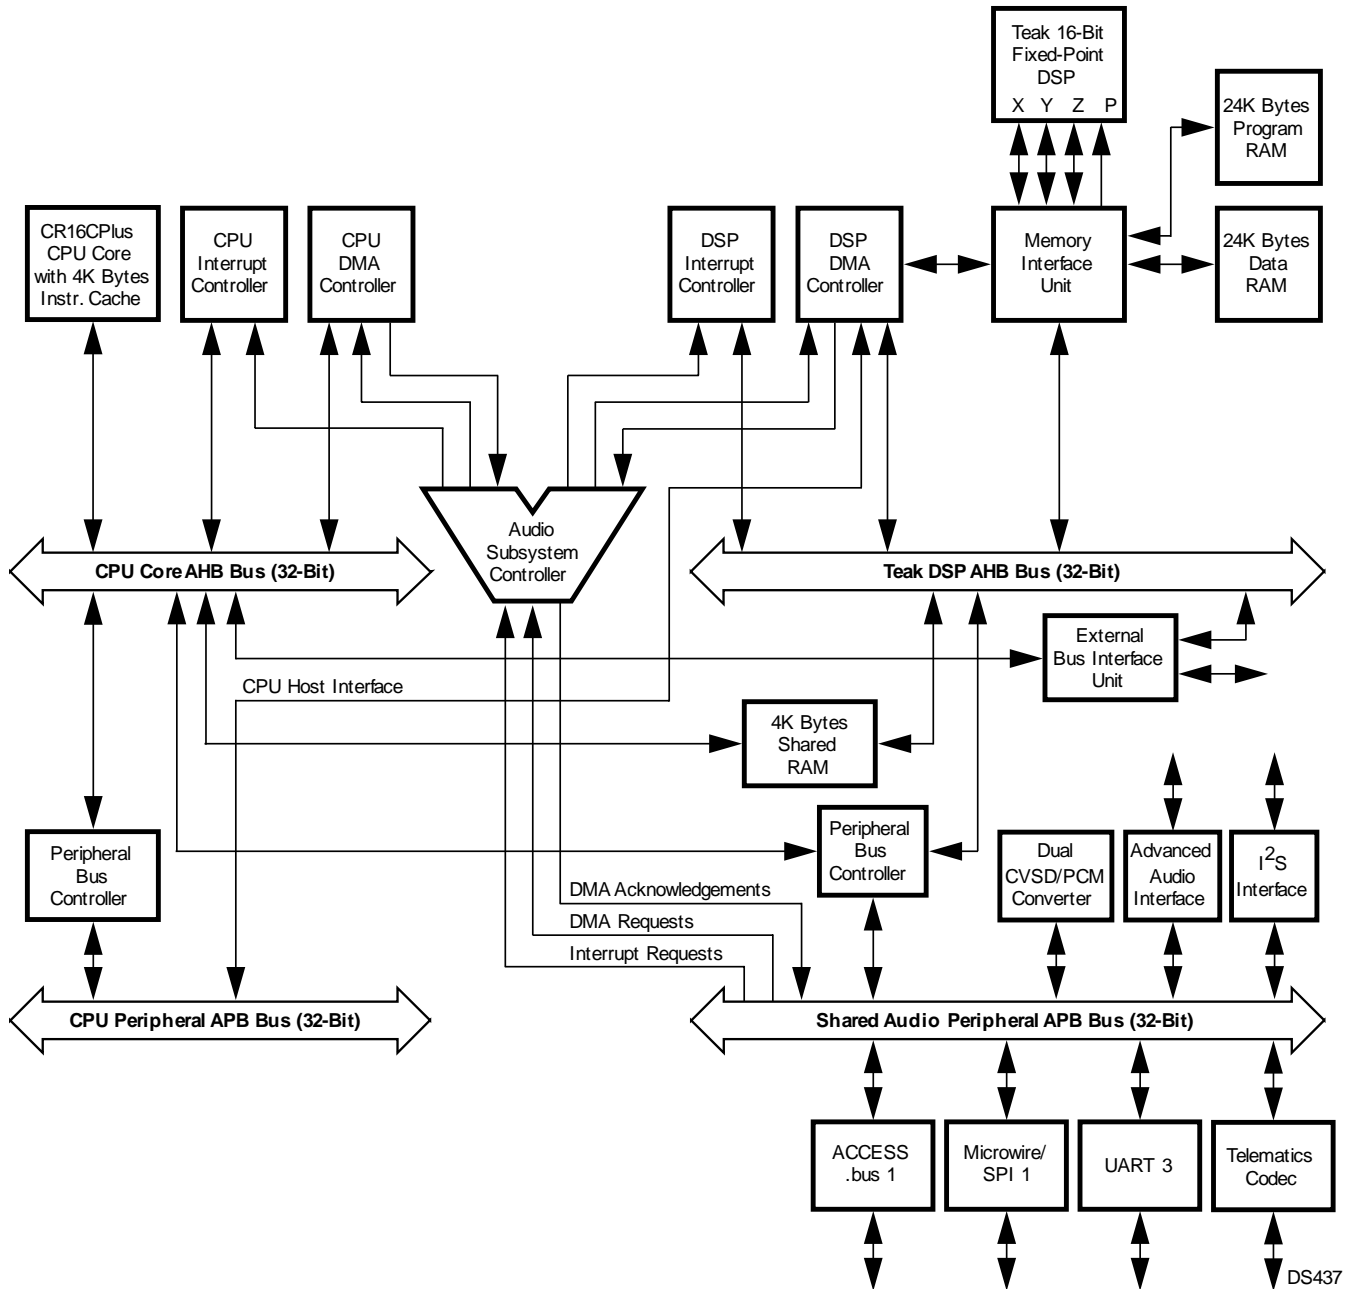 Teak 16-Bit
Fixed-Point
DSP
X Y Z P
24K Bytes
Program
RAM
CR16CPlus
CPU Core
with 4K Bytes
Instr. Cache
CPU
Interrupt
Controller
CPU
DMA
Controller
DSP
Interrupt
Controller
DSP
DMA
Controller
Memory
Interface
Unit
24K Bytes
Data
RAM
Audio
Subsystem
Controller
CPU Core AHB Bus (32-Bit)
Teak DSP AHB Bus (32-Bit)
External
Bus Interface
Unit
CPU Host Interface
4K Bytes
Shared
RAM
Peripheral
Bus
Controller
Peripheral
Bus
Controller
Dual
CVSD/PCM
Converter
Advanced
Audio
Interface
I²S
Interface
DMA Acknowledgements
DMA Requests
Interrupt Requests
CPU Peripheral APB Bus (32-Bit)
Shared Audio Peripheral APB Bus (32-Bit)
ACCESS
.bus 1
Microwire/
SPI 1
UART 3
Telematics
Codec
DS437